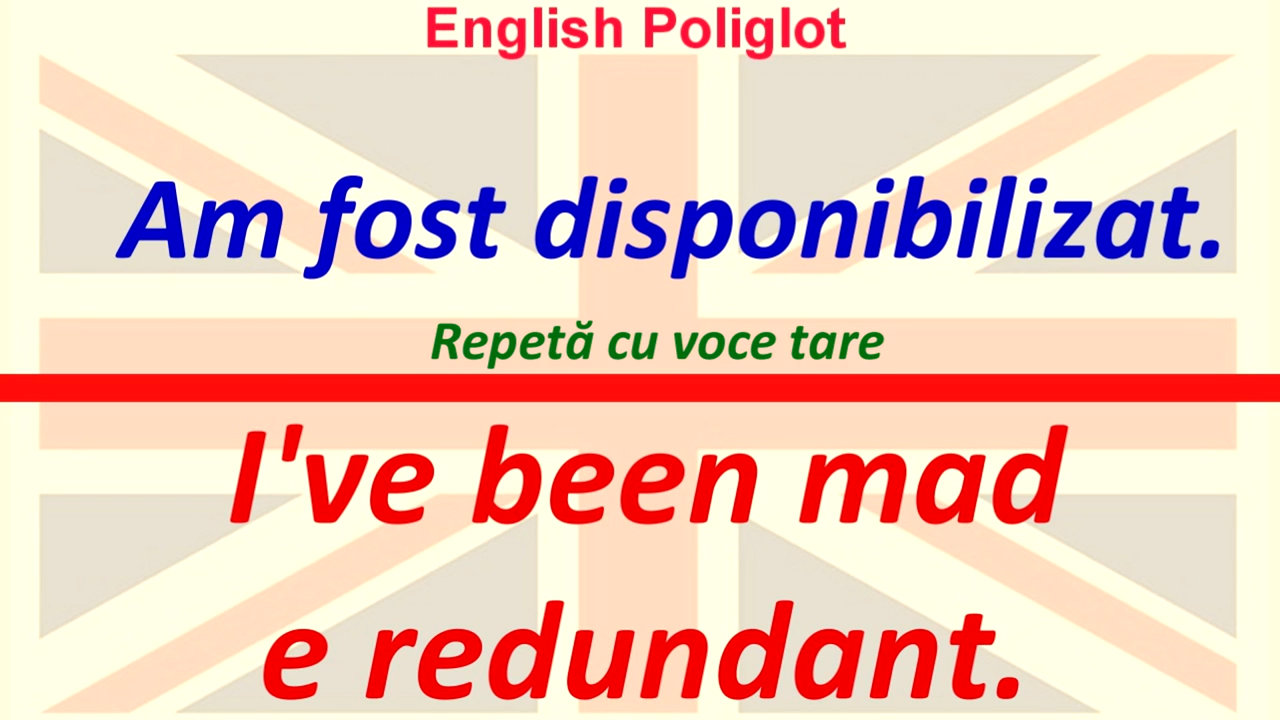 English Poliglot
Am fost disponibilizat.
Repetă cu voce tare
I've been mad
e redundant.